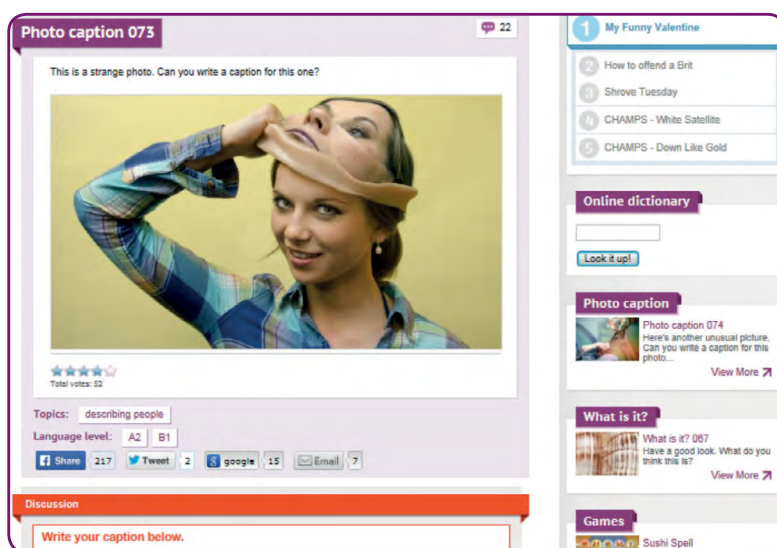 Photo caption 073
22
This is a strange photo. Can you write a caption for this one?
Total votes: 52
Topics: describing people
Language level: A2 B1
Share 217 Tweet 2 google 15 Email 7
Discussion
Write your caption below.
1 My Funny Valentine
2 How to offend a Brit
3 Shrove Tuesday
4 CHAMPS - White Satellite
5 CHAMPS - Down Like Gold
Online dictionary
Look it up!
Photo caption
Photo caption 074
Here's another unusual picture.
Can you write a caption for this
photo...
View More
What is it?
What is it? 067
Have a good look. What do you
think this is?
View More
Games
Sushi Spell